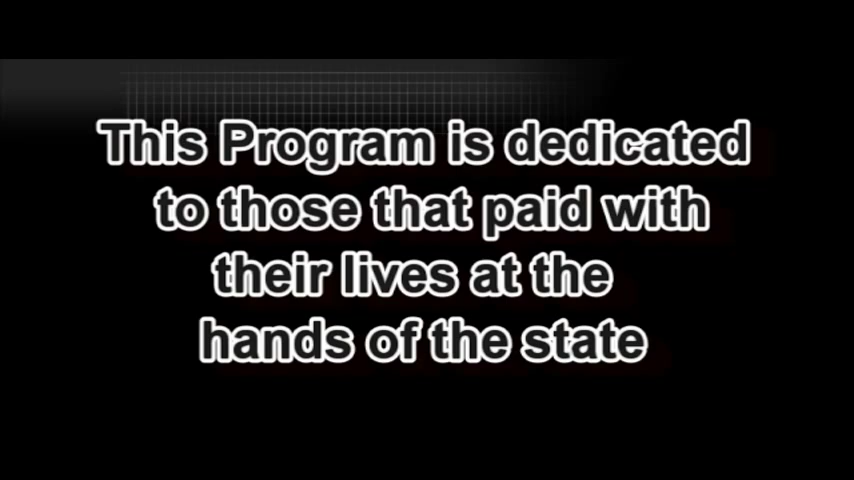 This Program is dedicated
to those that paid with
their lives at the
hands of the state